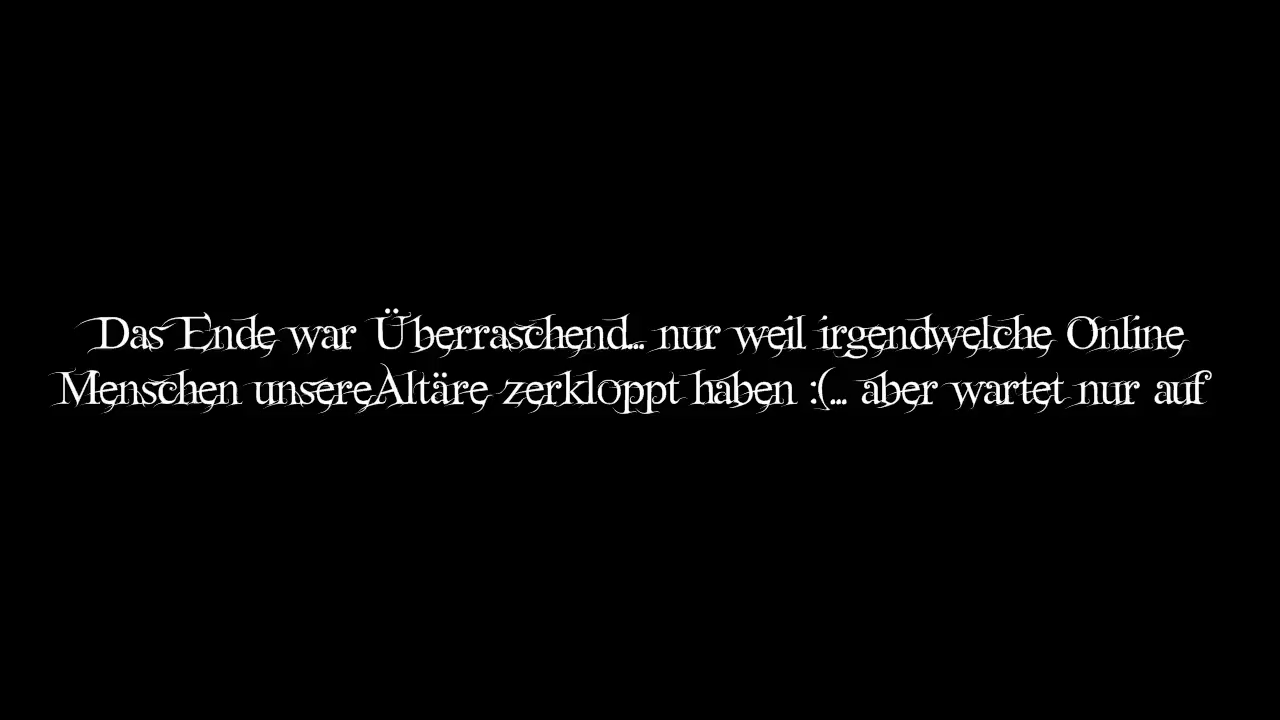 Das Ende war Überraschend... nur weil irgendwelche Online
Menschen unsereAltäre zerkloppt haben :(... aber wartet nur auf